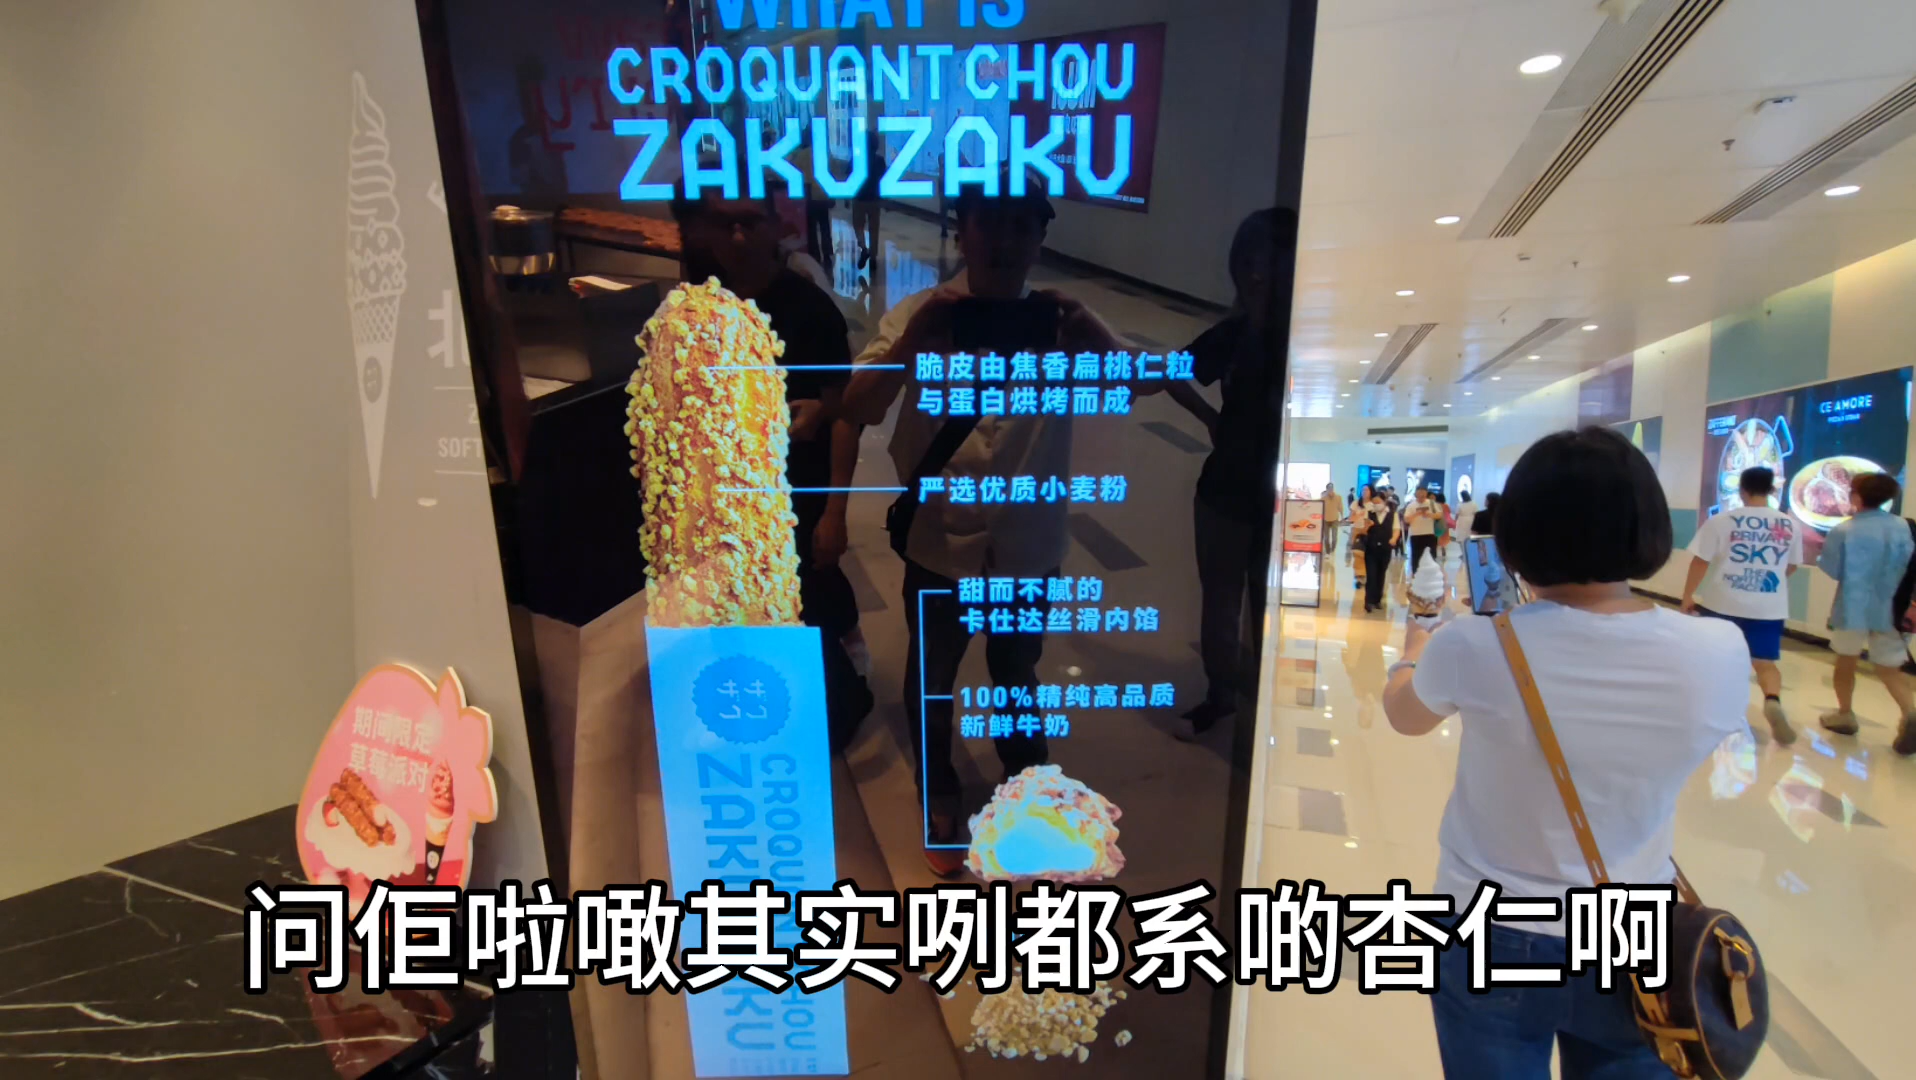 WHAT IS
CROQUANT CHOU
ZAKUZAKU
脆皮由焦香扁桃仁粒
与蛋白烘烤而成
严选优质小麦粉
甜而不腻的
卡仕达丝滑内馅
100%精纯高品质
新鲜牛奶
CROQUANT CHOU
ZAKUZAKU
期间限定
草莓派对
北
SOFT
CE AMORE
YOUR
PRIVATE
SKY
THE
NORTH
FACE
问佢啦噉其实咧都系啲杏仁啊